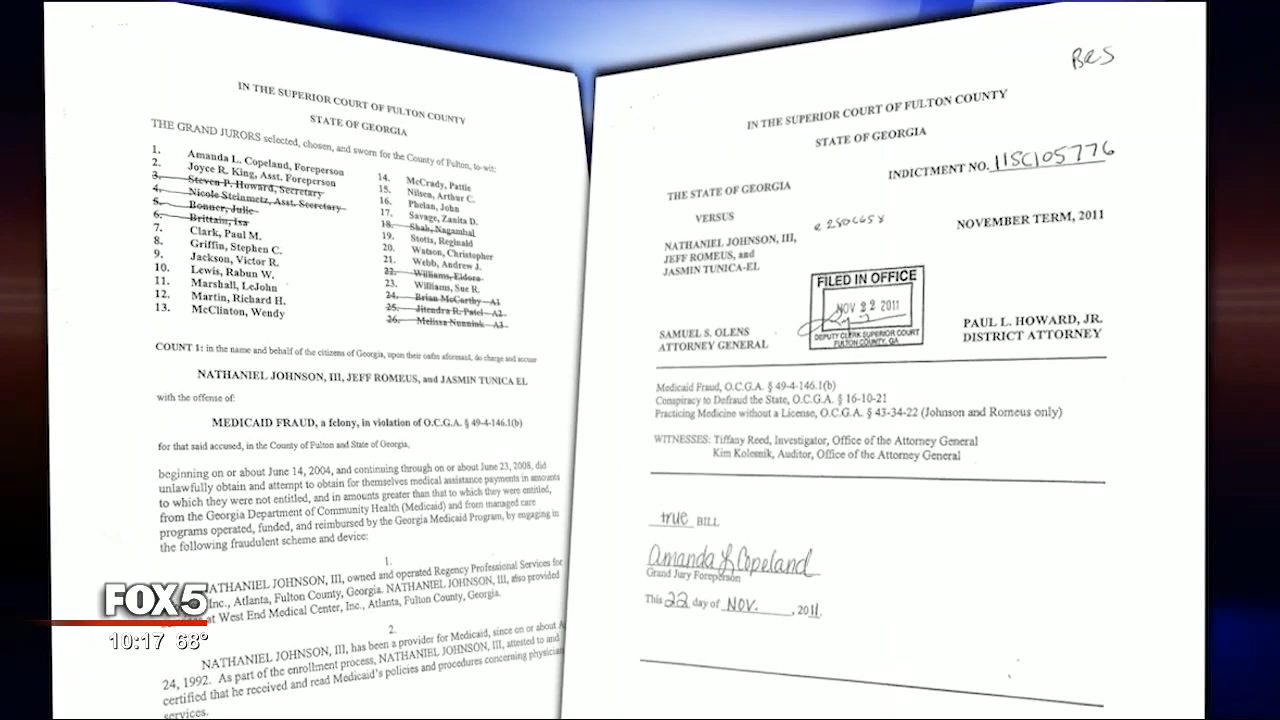 IN THE SUPERIOR COURT OF FULTON COUNTY
STATE OF GEORGIA
THE GRAND JURORS selected, chosen, and sworn for the County of Fulton, to-wit:
1. Amanda L. Copeland, Foreperson
2. Joyce R. King, Asst. Foreperson
3. Steven P. Howard, Secretary
4. Nicole Steinmetz, Asst. Secretary
5. Bonner, Julie
6. Brittain, Isa
7. Clark, Paul M.
8. Griffin, Stephen C.
9. Jackson, Victor R.
10. Lewis, Rabun W.
11. Marshall, LeJohn
12. Martin, Richard H.
13. McClinton, Wendy
14. McCrady, Pattie
15. Nilsen, Arthur C.
16. Phelan, John
17. Savage, Zanita D.
18. Shah, Nagambal
19. Stotts, Reginald
20. Watson, Christopher
21. Webb, Andrew J.
22. Williams, Eldora
23. Williams, Sue R.
24. Brian McCarthy - A1
25. Jitendra R. Patel - A2
26. Melissa Nunnink - A3
COUNT 1: in the name and behalf of the citizens of Georgia, upon their oaths aforesaid, do charge and accuse
NATHANIEL JOHNSON, III, JEFF ROMEUS, and JASMIN TUNICA EL
with the offense of:
MEDICAID FRAUD, a felony, in violation of O.C.G.A. § 49-4-146.1(b)
for that said accused, in the County of Fulton and State of Georgia,
beginning on or about June 14, 2004, and continuing through on or about June 23, 2008, did
unlawfully obtain and attempt to obtain for themselves medical assistance payments in amounts
to which they were not entitled, and in amounts greater than that to which they were entitled,
from the Georgia Department of Community Health (Medicaid) and from managed care
programs operated, funded, and reimbursed by the Georgia Medicaid Program, by engaging in
the following fraudulent scheme and device:
1.
NATHANIEL JOHNSON, III, owned and operated Regency Professional Services for
Inc., Atlanta, Fulton County, Georgia. NATHANIEL JOHNSON, III, also provided
at West End Medical Center, Inc., Atlanta, Fulton County, Georgia.
2.
NATHANIEL JOHNSON, III, has been a provider for Medicaid, since on or about A
24, 1992. As part of the enrollment process, NATHANIEL JOHNSON, III, attested to and
certified that he received and read Medicaid's policies and procedures concerning physician
services.
BRS
IN THE SUPERIOR COURT OF FULTON COUNTY
STATE OF GEORGIA
INDICTMENT NO. 11SC105776
THE STATE OF GEORGIA
VERSUS
NATHANIEL JOHNSON, III,
JEFF ROMEUS, and
JASMIN TUNICA-EL
NOVEMBER TERM, 2011
FILED IN OFFICE
NOV 22 2011
DEPUTY CLERK SUPERIOR COURT
FULTON COUNTY, GA
SAMUEL S. OLENS
ATTORNEY GENERAL
PAUL L. HOWARD, JR.
DISTRICT ATTORNEY
Medicaid Fraud, O.C.G.A. § 49-4-146.1(b)
Conspiracy to Defraud the State, O.C.G.A. § 16-10-21
Practicing Medicine without a License, O.C.G.A. § 43-34-22 (Johnson and Romeus only)
WITNESSES: Tiffany Reed, Investigator, Office of the Attorney General
Kim Kolesnik, Auditor, Office of the Attorney General
true BILL
Amanda L Copeland
Grand Jury Foreperson
This 22 day of NOV. , 2011.
FOX 5
10:17 68°